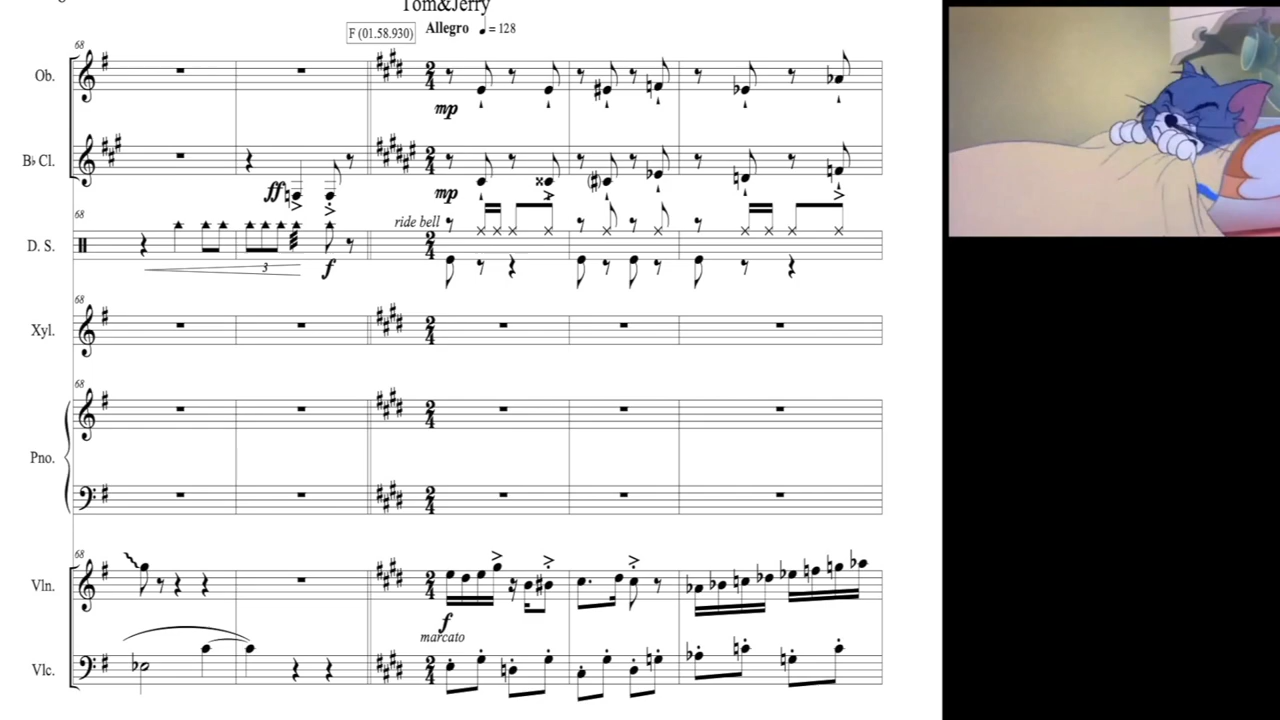 Tom&Jerry
F (01.58.930) Allegro ♩= 128
68
Ob.
mp
B♭ Cl.
ff mp
68 ride bell
D. S.
3 f
68
Xyl.
68
Pno.
68
Vln.
f
marcato
Vlc.